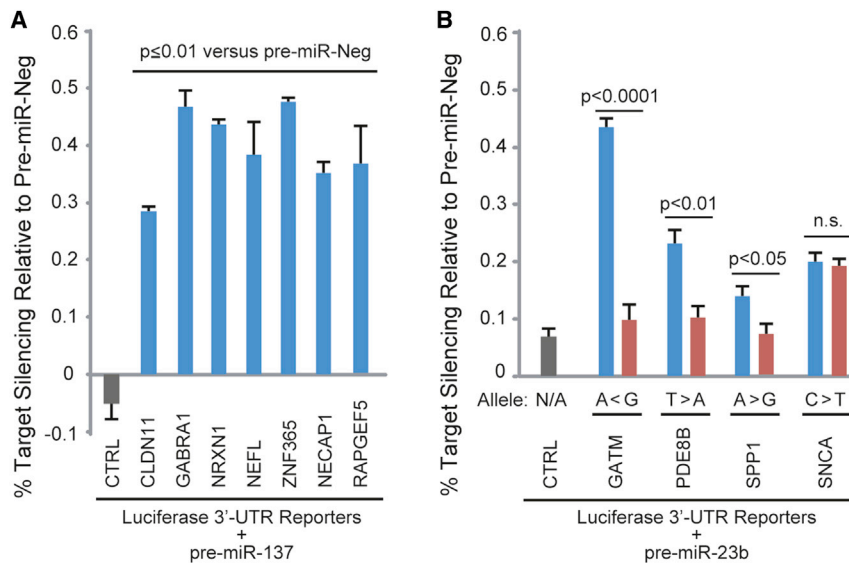 A
% Target Silencing Relative to Pre-miR-Neg
p≤0.01 versus pre-miR-Neg
0.6
0.5
0.4
0.3
0.2
0.1
0
-0.1
CTRL
CLDN11
GABRA1
NRXN1
NEFL
ZNF365
NECAP1
RAPGEF5
Luciferase 3'-UTR Reporters
+
pre-miR-137
B
% Target Silencing Relative to Pre-miR-Neg
0.6
0.5
0.4
0.3
0.2
0.1
0
p<0.0001
p<0.01
p<0.05
n.s.
Allele: N/A A<G T>A A>G C>T
CTRL
GATM
PDE8B
SPP1
SNCA
Luciferase 3'-UTR Reporters
+
pre-miR-23b